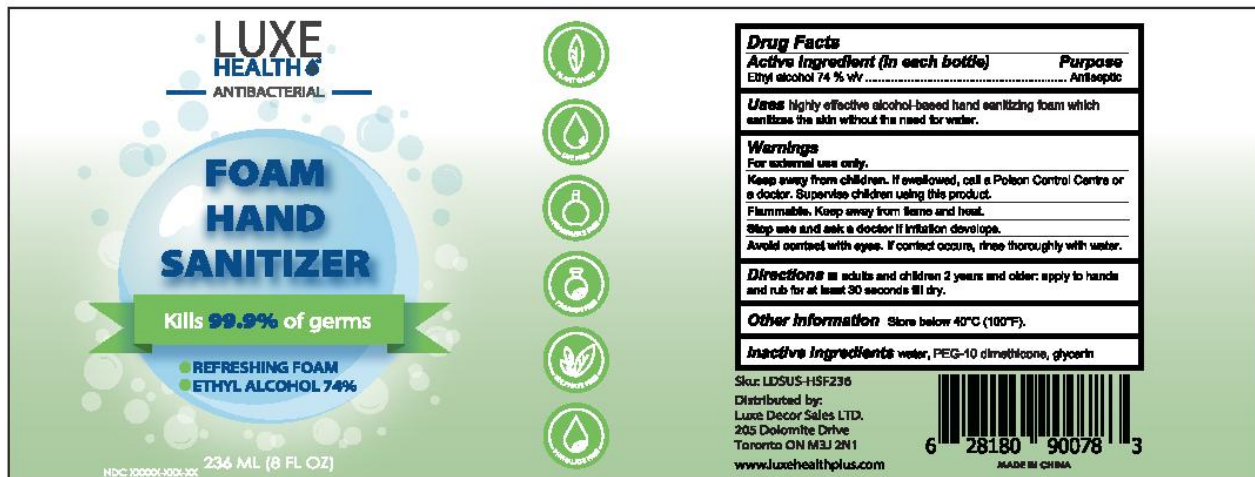 LUXE
HEALTH
ANTIBACTERIAL
FOAM
HAND
SANITIZER
Kills 99.9% of germs
REFRESHING FOAM
ETHYL ALCOHOL 74%
236 ML (8 FL OZ)
NDC XXXXX-XXX-XX
PLANT BASED
Drug Facts
Active ingredient (in each bottle) Purpose
Ethyl alcohol 74 % v/v Antiseptic
Uses highly effective alcohol-based hand sanitizing foam which
sanitizes the skin without the need for water.
Warnings
For external use only.
Keep away from children. If swallowed, call a Poison Control Centre or
a doctor. Supervise children using this product.
Flammable. Keep away from flame and heat.
Stop use and ask a doctor if irritation develops.
Avoid contact with eyes. If contact occurs, rinse thoroughly with water.
Directions ■ adults and children 2 years and older: apply to hands
and rub for at least 30 seconds till dry.
Other Information Store below 40°C (100°F).
Inactive ingredients water, PEG-10 dimethicone, glycerin
Sku: LDSUS-HSF236
Distributed by:
Luxe Decor Sales LTD.
205 Dolomite Drive
Toronto ON M3J 2N1
www.luxehealthplus.com
6 28180 90078 3
MADE IN CHINA